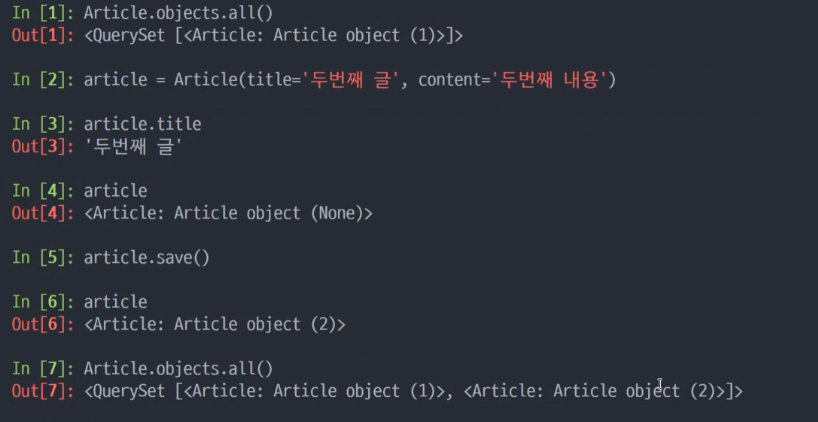 In [1]: Article.objects.all()
Out[1]: <QuerySet [<Article: Article object (1)>]>
In [2]: article = Article(title='두번째 글', content='두번째 내용')
In [3]: article.title
Out[3]: '두번째 글'
In [4]: article
Out[4]: <Article: Article object (None)>
In [5]: article.save()
In [6]: article
Out[6]: <Article: Article object (2)>
In [7]: Article.objects.all()
Out[7]: <QuerySet [<Article: Article object (1)>, <Article: Article object (2)>]>